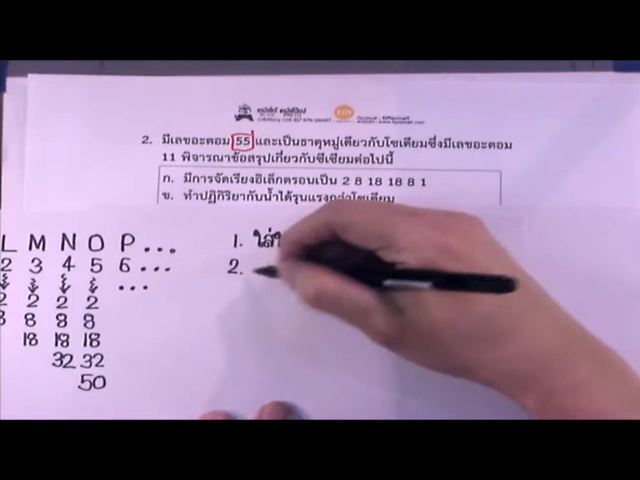 2. มีเลขอะตอม 55 และเป็นธาตุหมู่เดียวกับโซเดียมซึ่งมีเลขอะตอม
11 พิจารณาข้อสรุปเกี่ยวกับซีเซียมต่อไปนี้
ก. มีการจัดเรียงอิเล็กตรอนเป็น 2 8 18 18 8 1
ข. ทำปฏิกิริยากับน้ำได้รุนแรงกว่าโซเดียม
L M N O P ...
2 3 4 5 6 ...
...
2 2 2 2
8 8 8 8
18 18 18
32 32
50
1. ใส่
2.